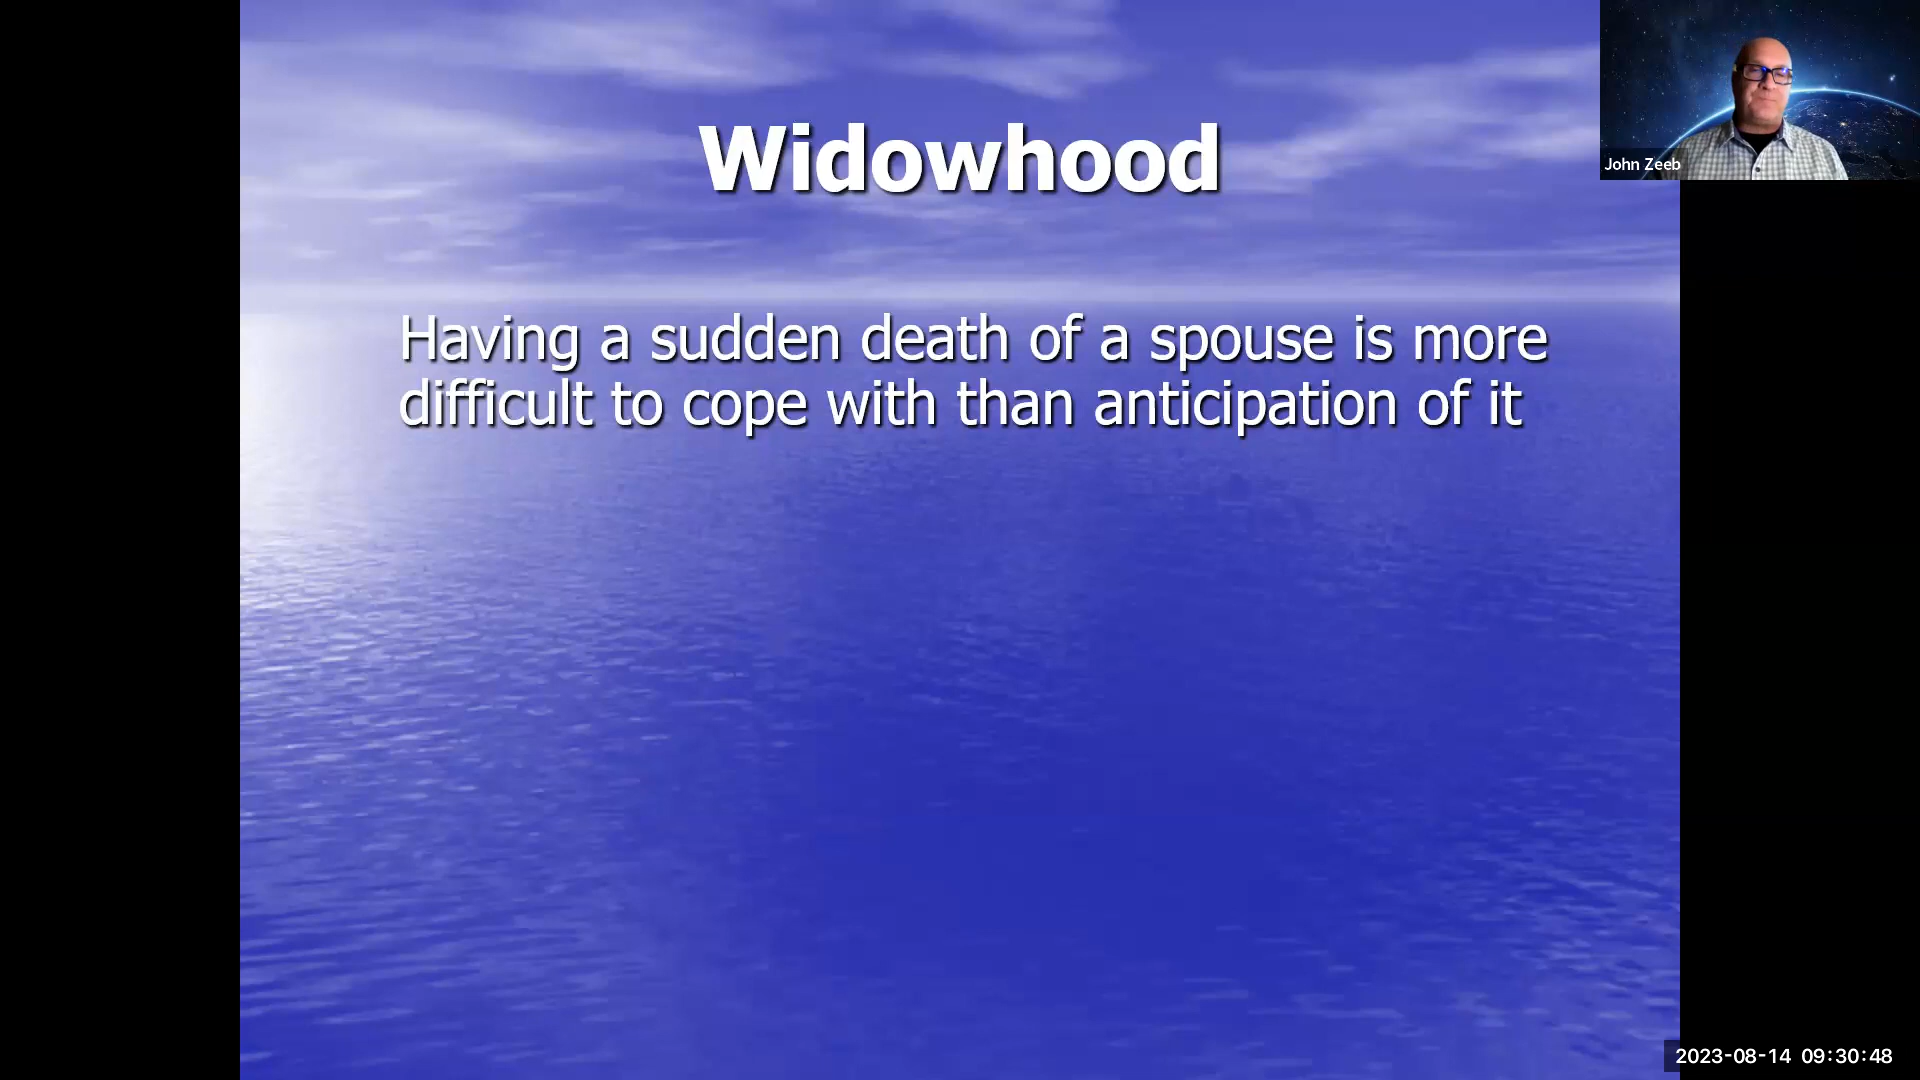 Widowhood
John Zeeb
Having a sudden death of a spouse is more
difficult to cope with than anticipation of it
2023-08-14 09:30:48